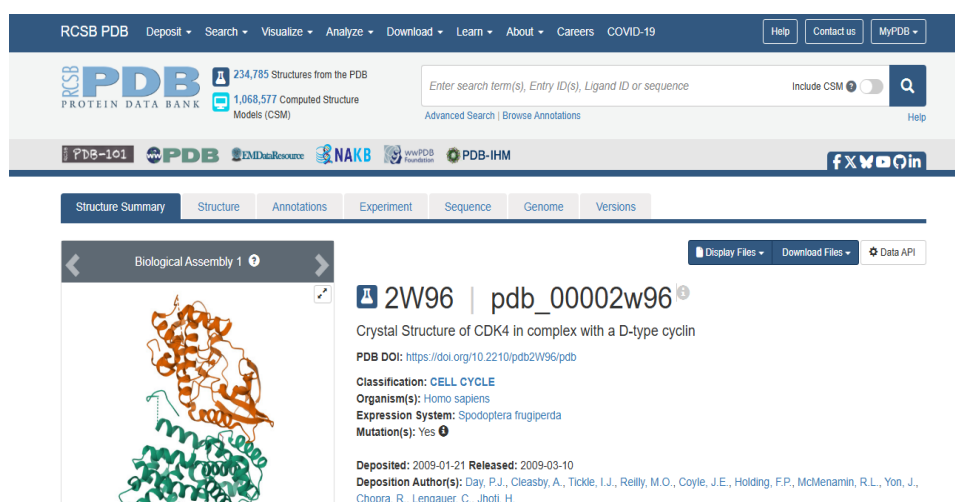 RCSB PDB Deposit Search Visualize Analyze Download Learn About Careers COVID-19 Help Contact us MyPDB
RCSB PDB
PROTEIN DATA BANK
234,785 Structures from the PDB
1,068,577 Computed Structure Models (CSM)
Enter search term(s), Entry ID(s), Ligand ID or sequence Include CSM
Advanced Search | Browse Annotations Help
PDB-101 wwPDB EMDataResource NAKB wwPDB Foundation PDB-IHM
Structure Summary Structure Annotations Experiment Sequence Genome Versions
Biological Assembly 1
Display Files Download Files Data API
2W96 | pdb_00002w96
Crystal Structure of CDK4 in complex with a D-type cyclin
PDB DOI: https://doi.org/10.2210/pdb2W96/pdb
Classification: CELL CYCLE
Organism(s): Homo sapiens
Expression System: Spodoptera frugiperda
Mutation(s): Yes
Deposited: 2009-01-21 Released: 2009-03-10
Deposition Author(s): Day, P.J., Cleasby, A., Tickle, I.J., Reilly, M.O., Coyle, J.E., Holding, F.P., McMenamin, R.L., Yon, J.,
Chopra, R., Lengauer, C., Jhoti, H.